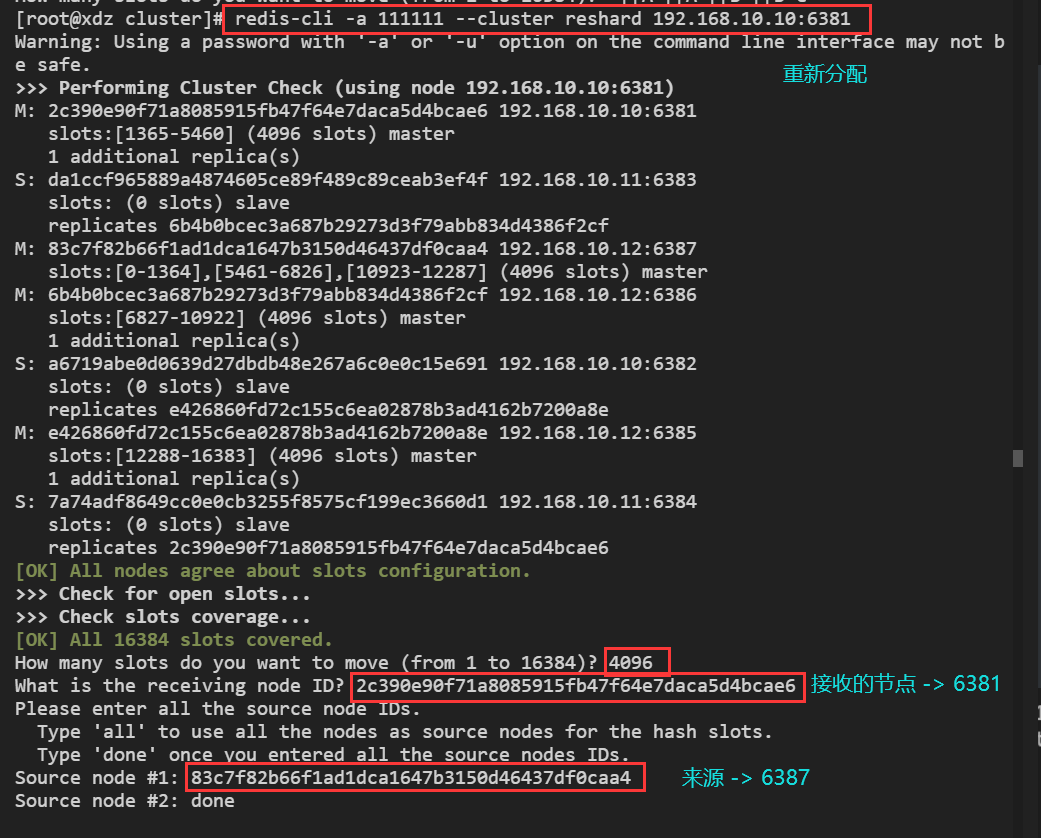 [root@xdz cluster]# redis-cli -a 111111 --cluster reshard 192.168.10.10:6381
Warning: Using a password with '-a' or '-u' option on the command line interface may not b
e safe.
重新分配
>>> Performing Cluster Check (using node 192.168.10.10:6381)
M: 2c390e90f71a8085915fb47f64e7daca5d4bcae6 192.168.10.10:6381
slots:[1365-5460] (4096 slots) master
1 additional replica(s)
S: da1ccf965889a4874605ce89f489c89ceab3ef4f 192.168.10.11:6383
slots: (0 slots) slave
replicates 6b4b0bcec3a687b29273d3f79abb834d4386f2cf
M: 83c7f82b66f1ad1dca1647b3150d46437df0caa4 192.168.10.12:6387
slots:[0-1364],[5461-6826],[10923-12287] (4096 slots) master
M: 6b4b0bcec3a687b29273d3f79abb834d4386f2cf 192.168.10.12:6386
slots:[6827-10922] (4096 slots) master
1 additional replica(s)
S: a6719abe0d0639d27dbdb48e267a6c0e0c15e691 192.168.10.10:6382
slots: (0 slots) slave
replicates e426860fd72c155c6ea02878b3ad4162b7200a8e
M: e426860fd72c155c6ea02878b3ad4162b7200a8e 192.168.10.12:6385
slots:[12288-16383] (4096 slots) master
1 additional replica(s)
S: 7a74adf8649cc0e0cb3255f8575cf199ec3660d1 192.168.10.11:6384
slots: (0 slots) slave
replicates 2c390e90f71a8085915fb47f64e7daca5d4bcae6
[OK] All nodes agree about slots configuration.
>>> Check for open slots...
>>> Check slots coverage...
[OK] All 16384 slots covered.
How many slots do you want to move (from 1 to 16384)? 4096
What is the receiving node ID? 2c390e90f71a8085915fb47f64e7daca5d4bcae6 接收的节点 -> 6381
Please enter all the source node IDs.
Type 'all' to use all the nodes as source nodes for the hash slots.
Type 'done' once you entered all the source nodes IDs.
Source node #1: 83c7f82b66f1ad1dca1647b3150d46437df0caa4 来源 -> 6387
Source node #2: done